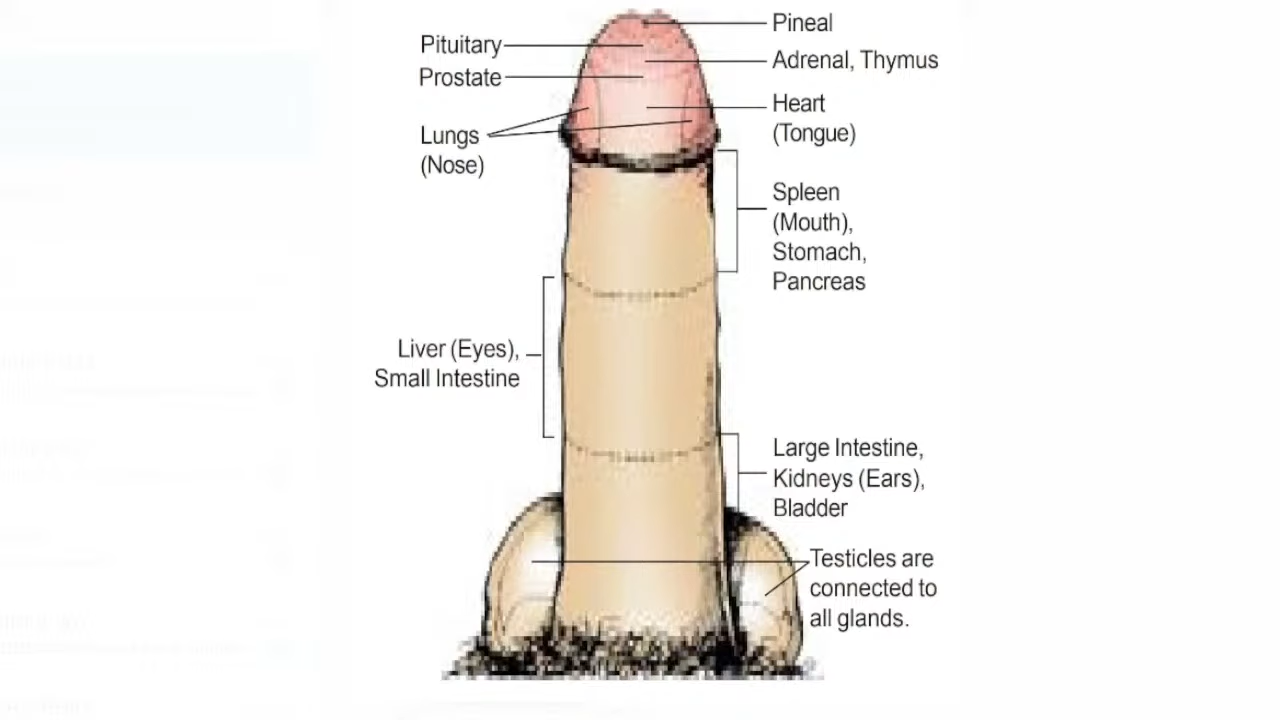 Pineal
Pituitary
Adrenal, Thymus
Prostate
Heart
(Tongue)
Lungs
(Nose)
Spleen
(Mouth),
Stomach,
Pancreas
Liver (Eyes),
Small Intestine
Large Intestine,
Kidneys (Ears),
Bladder
Testicles are
connected to
all glands.